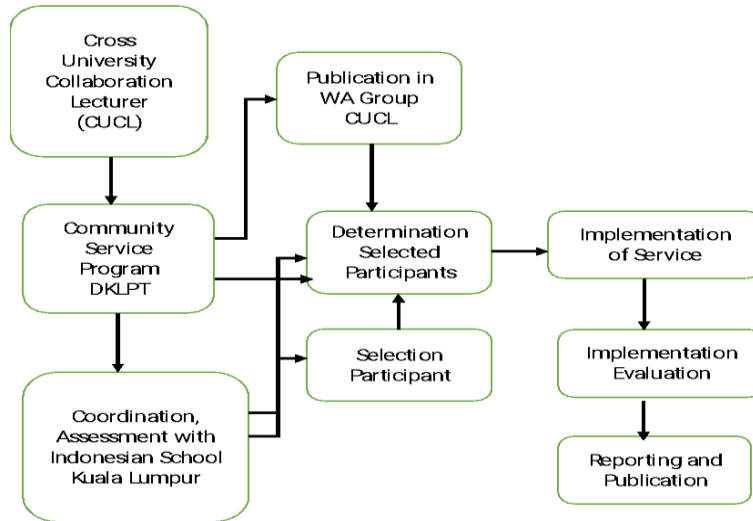 Cross
University
Collaboration
Lecturer
(CUCL)
Publication in
WA Group
CUCL
Community
Service
Program
DKLPT
Determination
Selected
Participants
Implementation
of Service
Selection
Participant
Implementation
Evaluation
Coordination,
Assessment with
Indonesian School
Kuala Lumpur
Reporting and
Publication